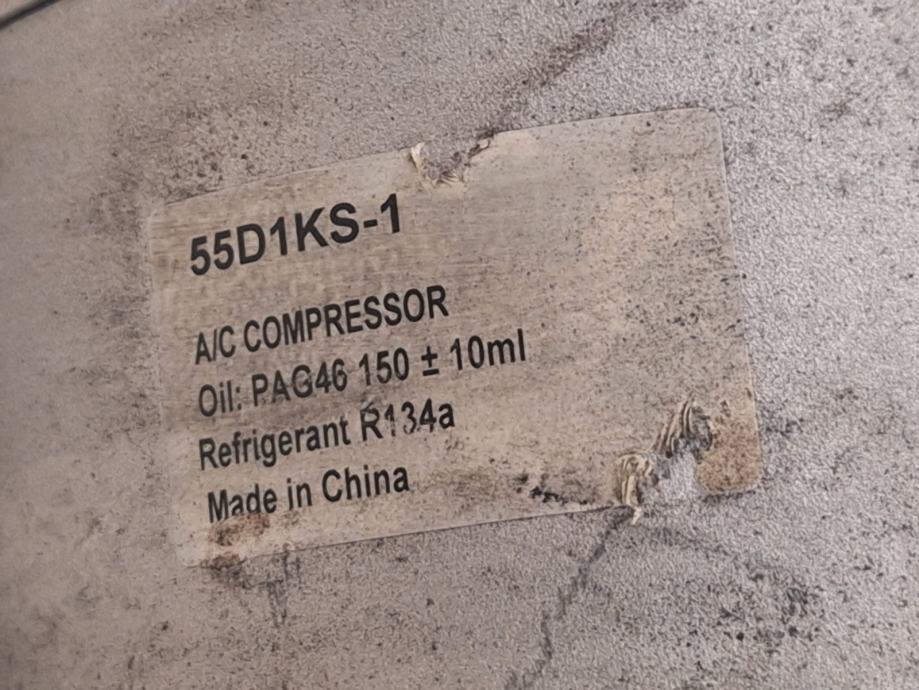 55D1KS-1
A/C COMPRESSOR
Oil: PAG46 150 ± 10ml
Refrigerant R134a
Made in China